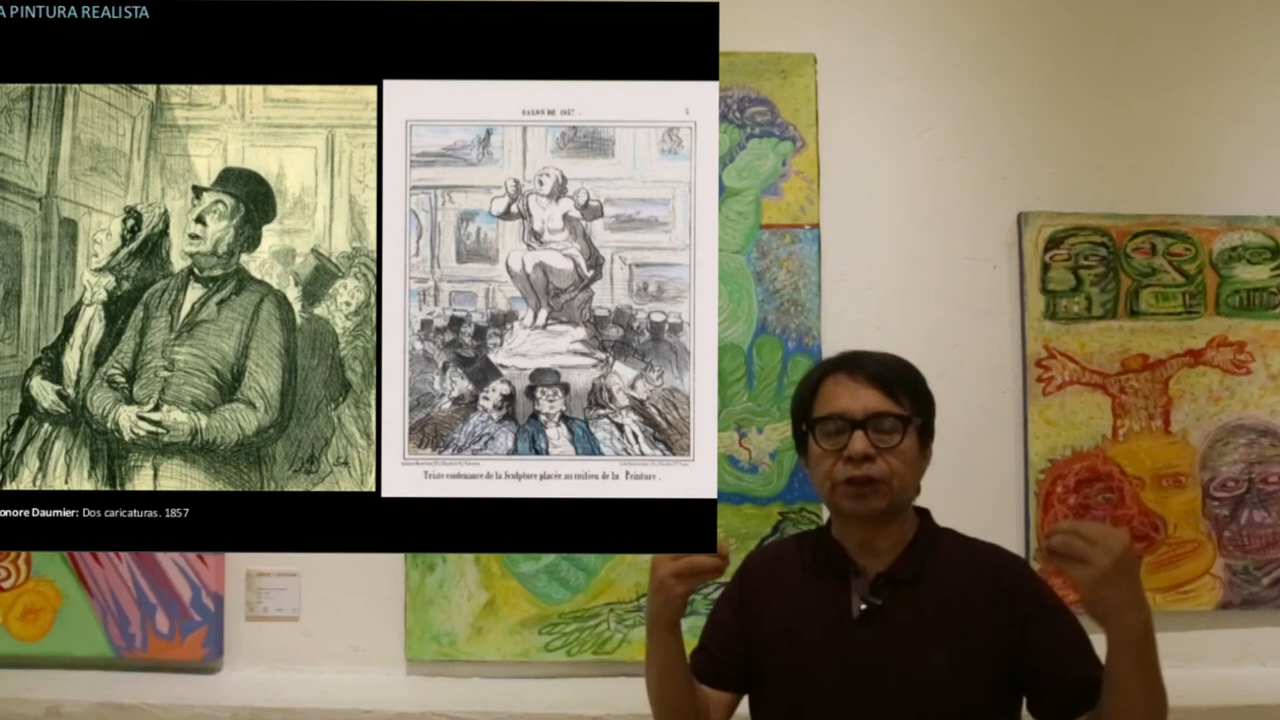 A PINTURA REALISTA
SALON DE 1857.
Triste contenance de la Sculpture placée au milieu de la Peinture.
onore Daumier: Dos caricaturas. 1857